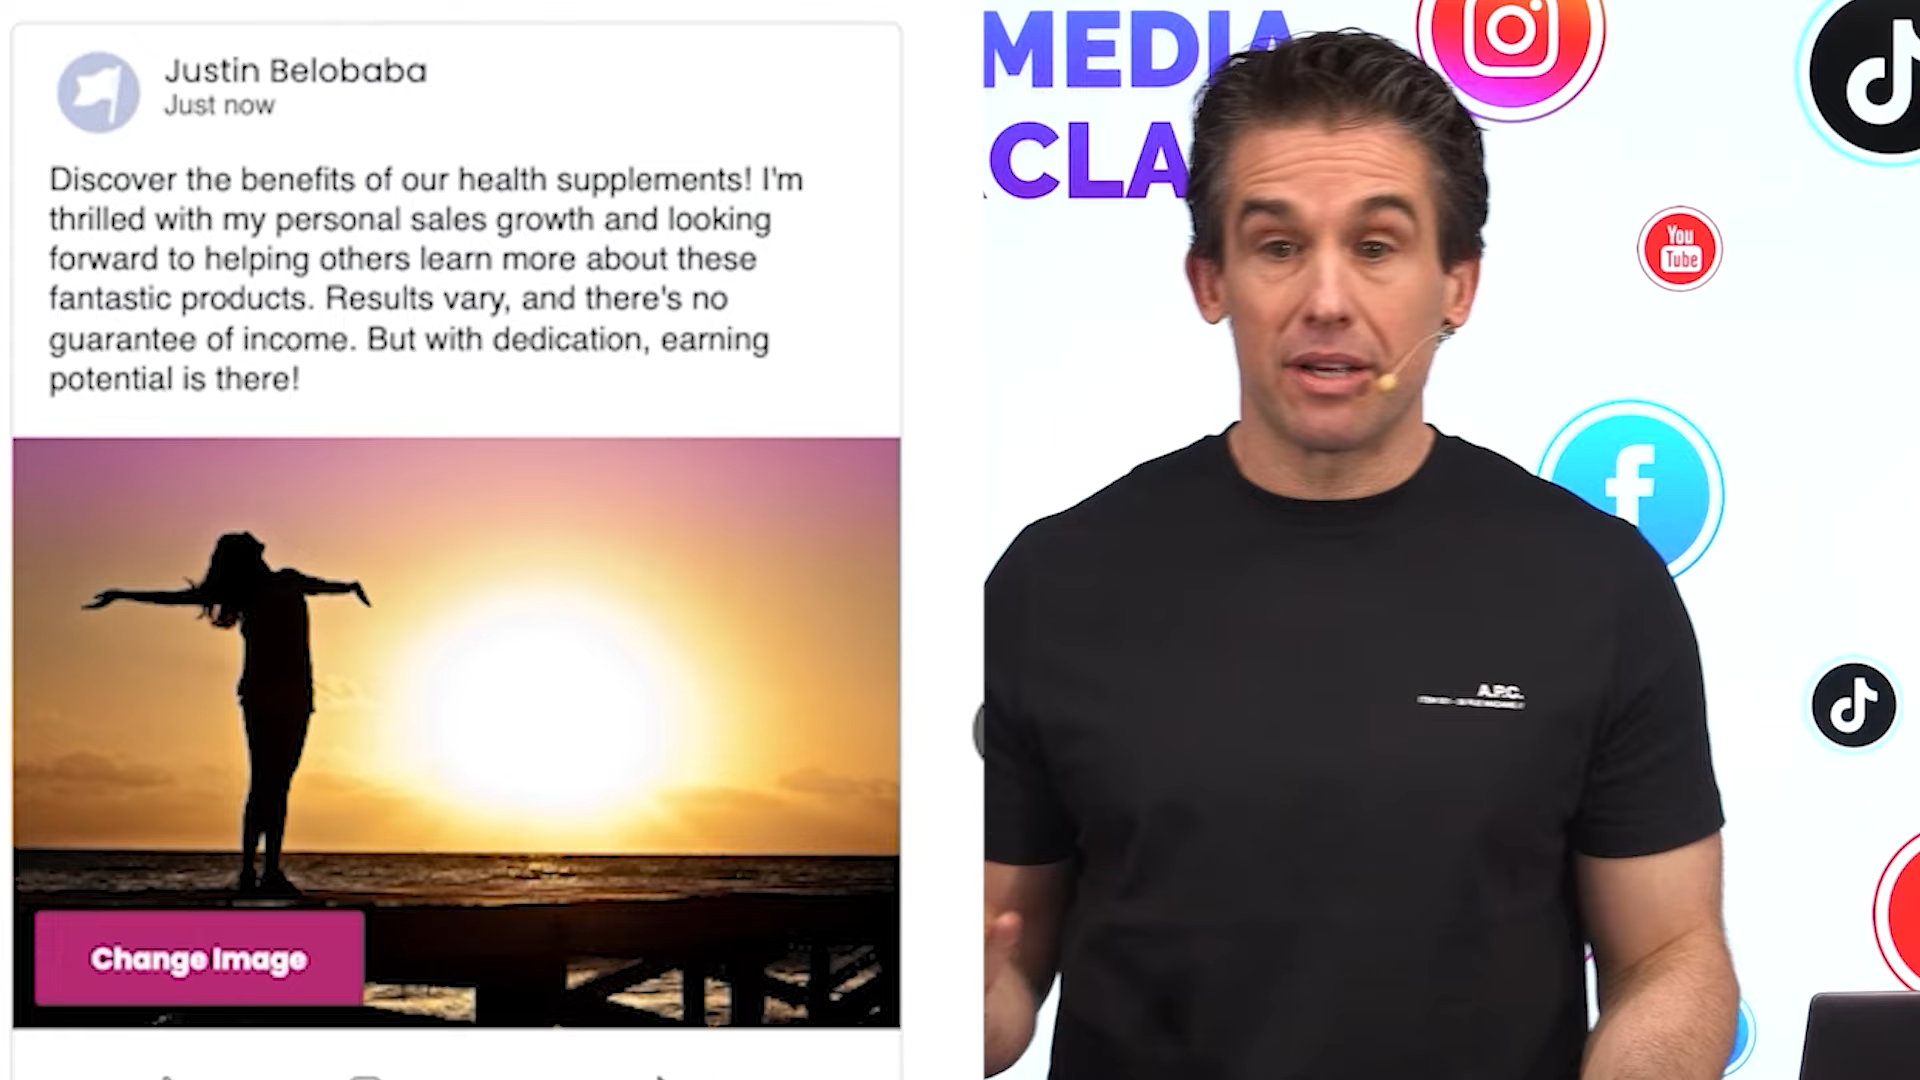 Justin Belobaba
Just now
Discover the benefits of our health supplements! I'm
thrilled with my personal sales growth and looking
forward to helping others learn more about these
fantastic products. Results vary, and there's no
guarantee of income. But with dedication, earning
potential is there!
Change Image
MEDIA
CLA
You
Tube
f
A.P.C.